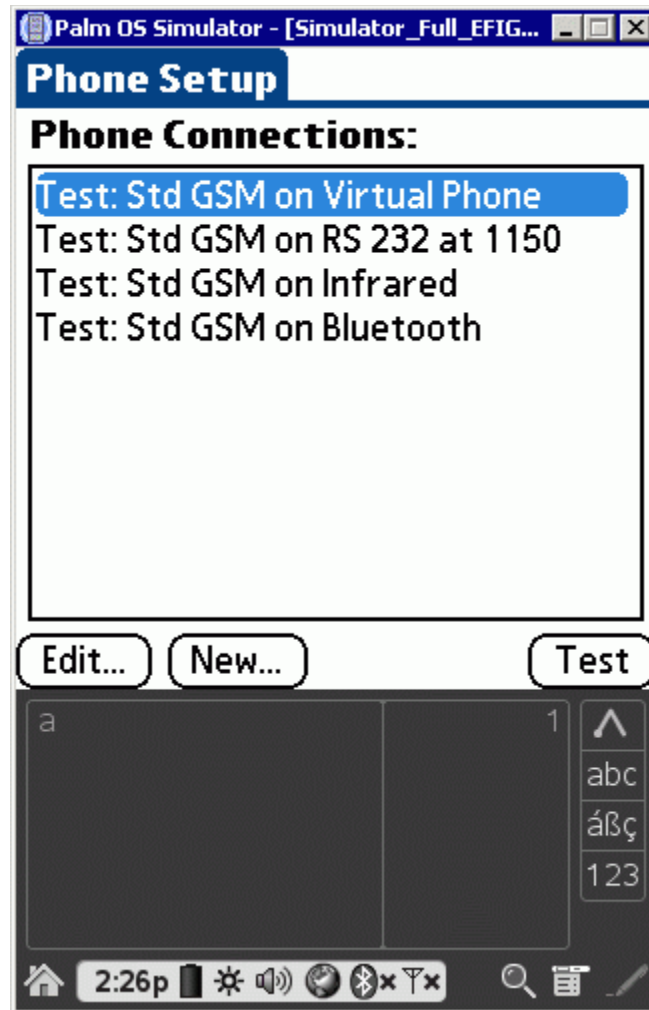 Palm OS Simulator - [Simulator_Full_EFIG...
Phone Setup
Phone Connections:
Test: Std GSM on Virtual Phone
Test: Std GSM on RS 232 at 1150
Test: Std GSM on Infrared
Test: Std GSM on Bluetooth
Edit... New... Test
a 1
abc
áßç
123
2:26p